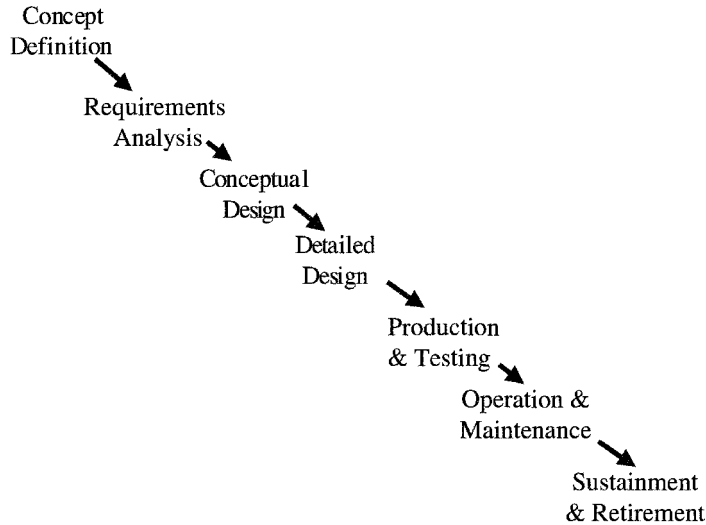 Concept
Definition
Requirements
Analysis
Conceptual
Design
Detailed
Design
Production
& Testing
Operation &
Maintenance
Sustainment
& Retirement